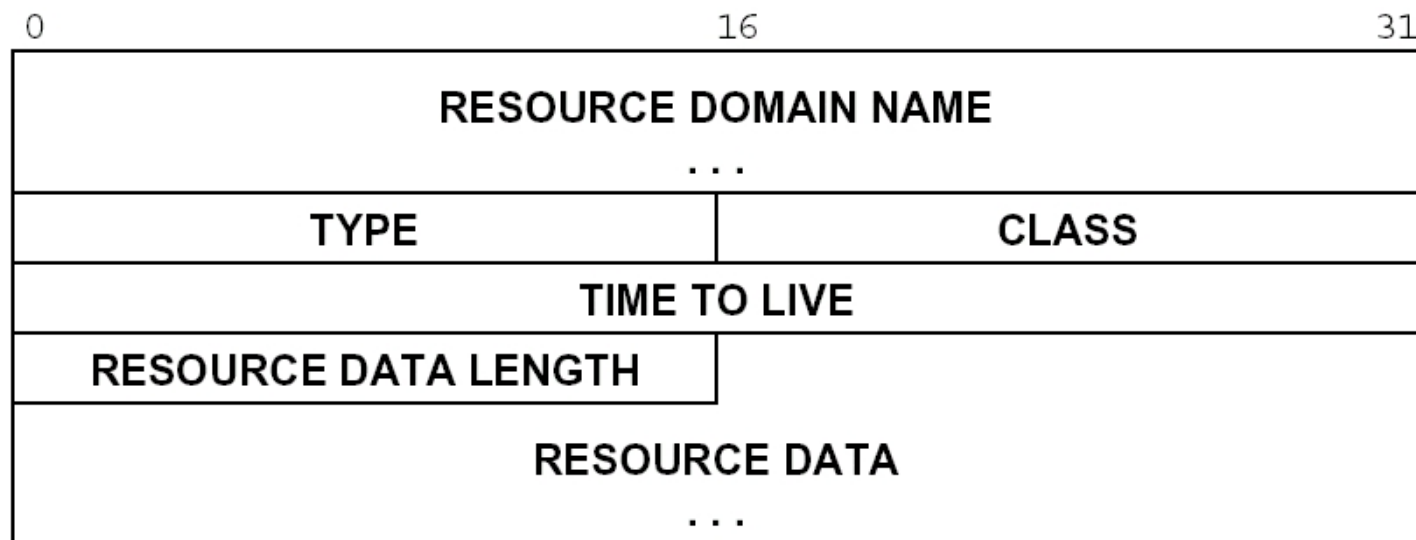 0 16 31
RESOURCE DOMAIN NAME
...
TYPE CLASS
TIME TO LIVE
RESOURCE DATA LENGTH
RESOURCE DATA
...